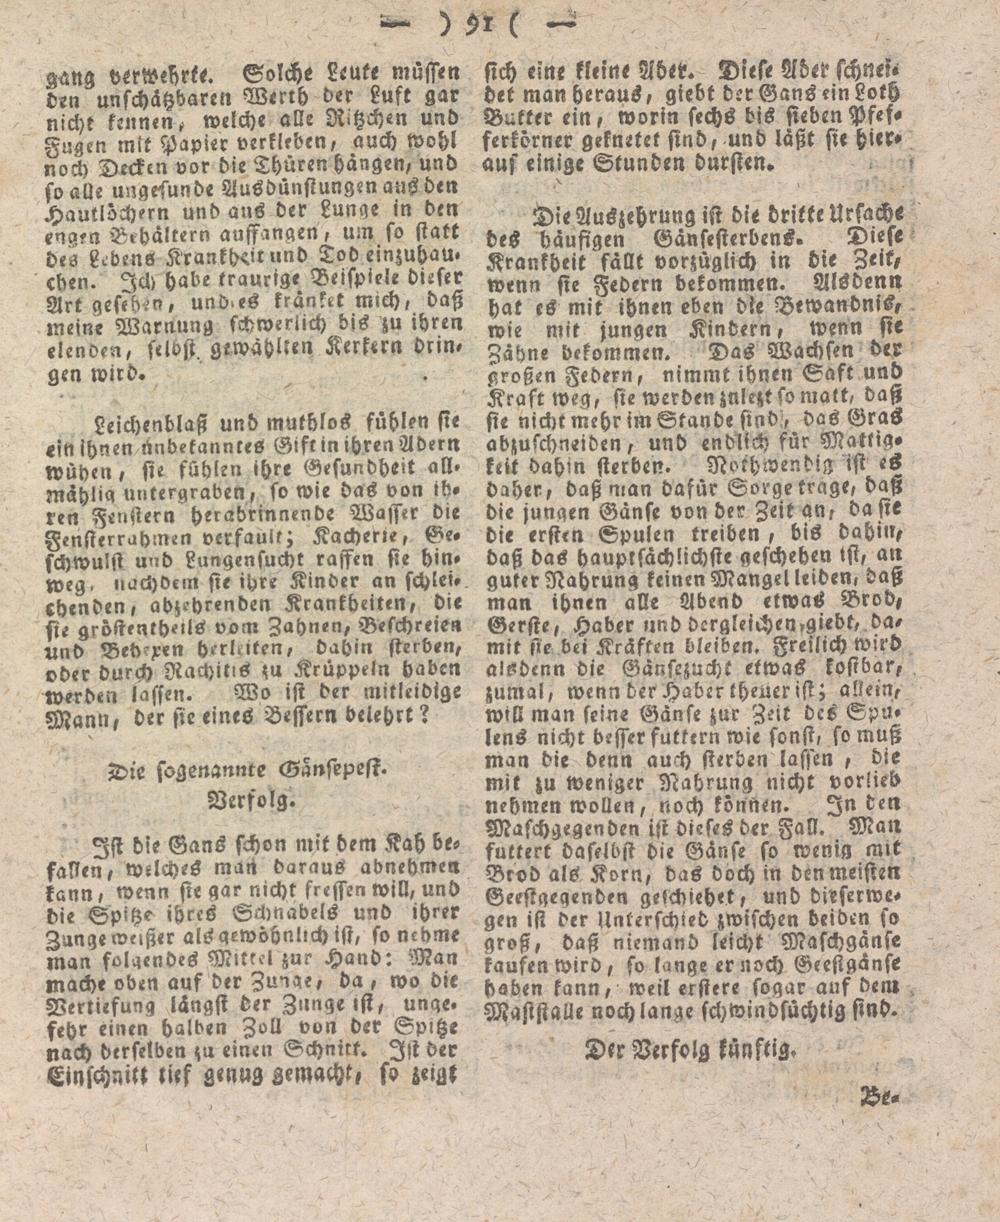 — ) 91 ( —
gang verwehrte. Solche Leute müssen
den unschätzbaren Werth der Luft gar
nicht kennen, welche alle Ritzchen und
Fugen mit Papier verkleben, auch wohl
noch Decken vor die Thüren hängen, und
so alle ungesunde Ausdünstungen aus den
Hautlöchern und aus der Lunge in den
engen Behältern auffangen, um so statt
des Lebens Krankheit und Tod einzuhau-
chen. Ich habe traurige Beispiele dieser
Art gesehen, und es kränket mich, daß
meine Warnung schwerlich bis zu ihren
elenden, selbst gewählten Kerkern drin-
gen wird.
Leichenblaß und muthlos fühlen sie
ein ihnen unbekanntes Gift in ihren Adern
wühen, sie fühlen ihre Gesundheit all-
mählig untergraben, so wie das von ih-
ren Fenstern herabrinnende Wasser die
Fensterrahmen verfault; Kacherie, Ge-
schwulst und Lungensucht raffen sie hin-
weg, nachdem sie ihre Kinder an schlei-
chenden, abzehrenden Krankheiten, die
sie gröstentheils vom Zahnen, Beschreien
und Beheren herleiten, dahin sterben,
oder durch Rachitis zu Krüppeln haben
werden lassen. Wo ist der mitleidige
Mann, der sie eines Bessern belehrt?
Die sogenannte Gänsepest.
Verfolg.
Ist die Gans schon mit dem Kah be-
fallen, welches man daraus abnehmen
kann, wenn sie gar nicht fressen will, und
die Spitze ihres Schnabels und ihrer
Zunge weißer als gewöhnlich ist, so nehme
man folgendes Mittel zur Hand: Man
mache oben auf der Zunge, da, wo die
Vertiefung längst der Zunge ist, unge-
fehr einen halben Zoll von der Spitze
nach derselben zu einen Schnitt. Ist der
Einschnitt tief genug gemacht, so zeigt
sich eine kleine Ader. Diese Ader schnei-
det man heraus, giebt der Gans ein Loth
Butter ein, worin sechs bis sieben Pfef-
ferkörner geknetet sind, und läßt sie hier-
auf einige Stunden dursten.
Die Auszehrung ist die dritte Ursache
des häufigen Gänsesterbens. Diese
Krankheit fällt vorzüglich in die Zeit,
wenn sie Federn bekommen. Alsdenn
hat es mit ihnen eben die Bewandnis,
wie mit jungen Kindern, wenn sie
Zähne bekommen. Das Wachsen der
großen Federn, nimmt ihnen Saft und
Kraft weg, sie werden zulezt so matt, daß
sie nicht mehr im Stande sind, das Gras
abzuschneiden, und endlich für Mattig-
keit dahin sterben. Nothwendig ist es
daher, daß man dafür Sorge trage, daß
die jungen Gänse von der Zeit an, da sie
die ersten Spulen treiben, bis dahin,
daß das hauptsächlichste geschehen ist, an
guter Nahrung keinen Mangel leiden, daß
man ihnen alle Abend etwas Brod,
Gerste, Haber und dergleichen, giebt, da-
mit sie bei Kräften bleiben. Freilich wird
alsdenn die Gänsezucht etwas kostbar,
zumal, wenn der Haber theuer ist; allein,
will man seine Gänse zur Zeit des Spu-
lens nicht besser futtern wie sonst, so muß
man die denn auch sterben lassen, die
mit zu weniger Nahrung nicht vorlieb
nehmen wollen, noch können. In den
Maschgegenden ist dieses der Fall. Man
futtert daselbst die Gänse so wenig mit
Brod als Korn, das doch in den meisten
Geestgegenden geschiehet, und dieserwe-
gen ist der Unterschied zwischen beiden so
groß, daß niemand leicht Maschgänse
kaufen wird, so lange er noch Geestgänse
haben kann, weil erstere sogar auf dem
Maststalle noch lange schwindsüchtig sind.
Der Verfolg künftig.
Be-